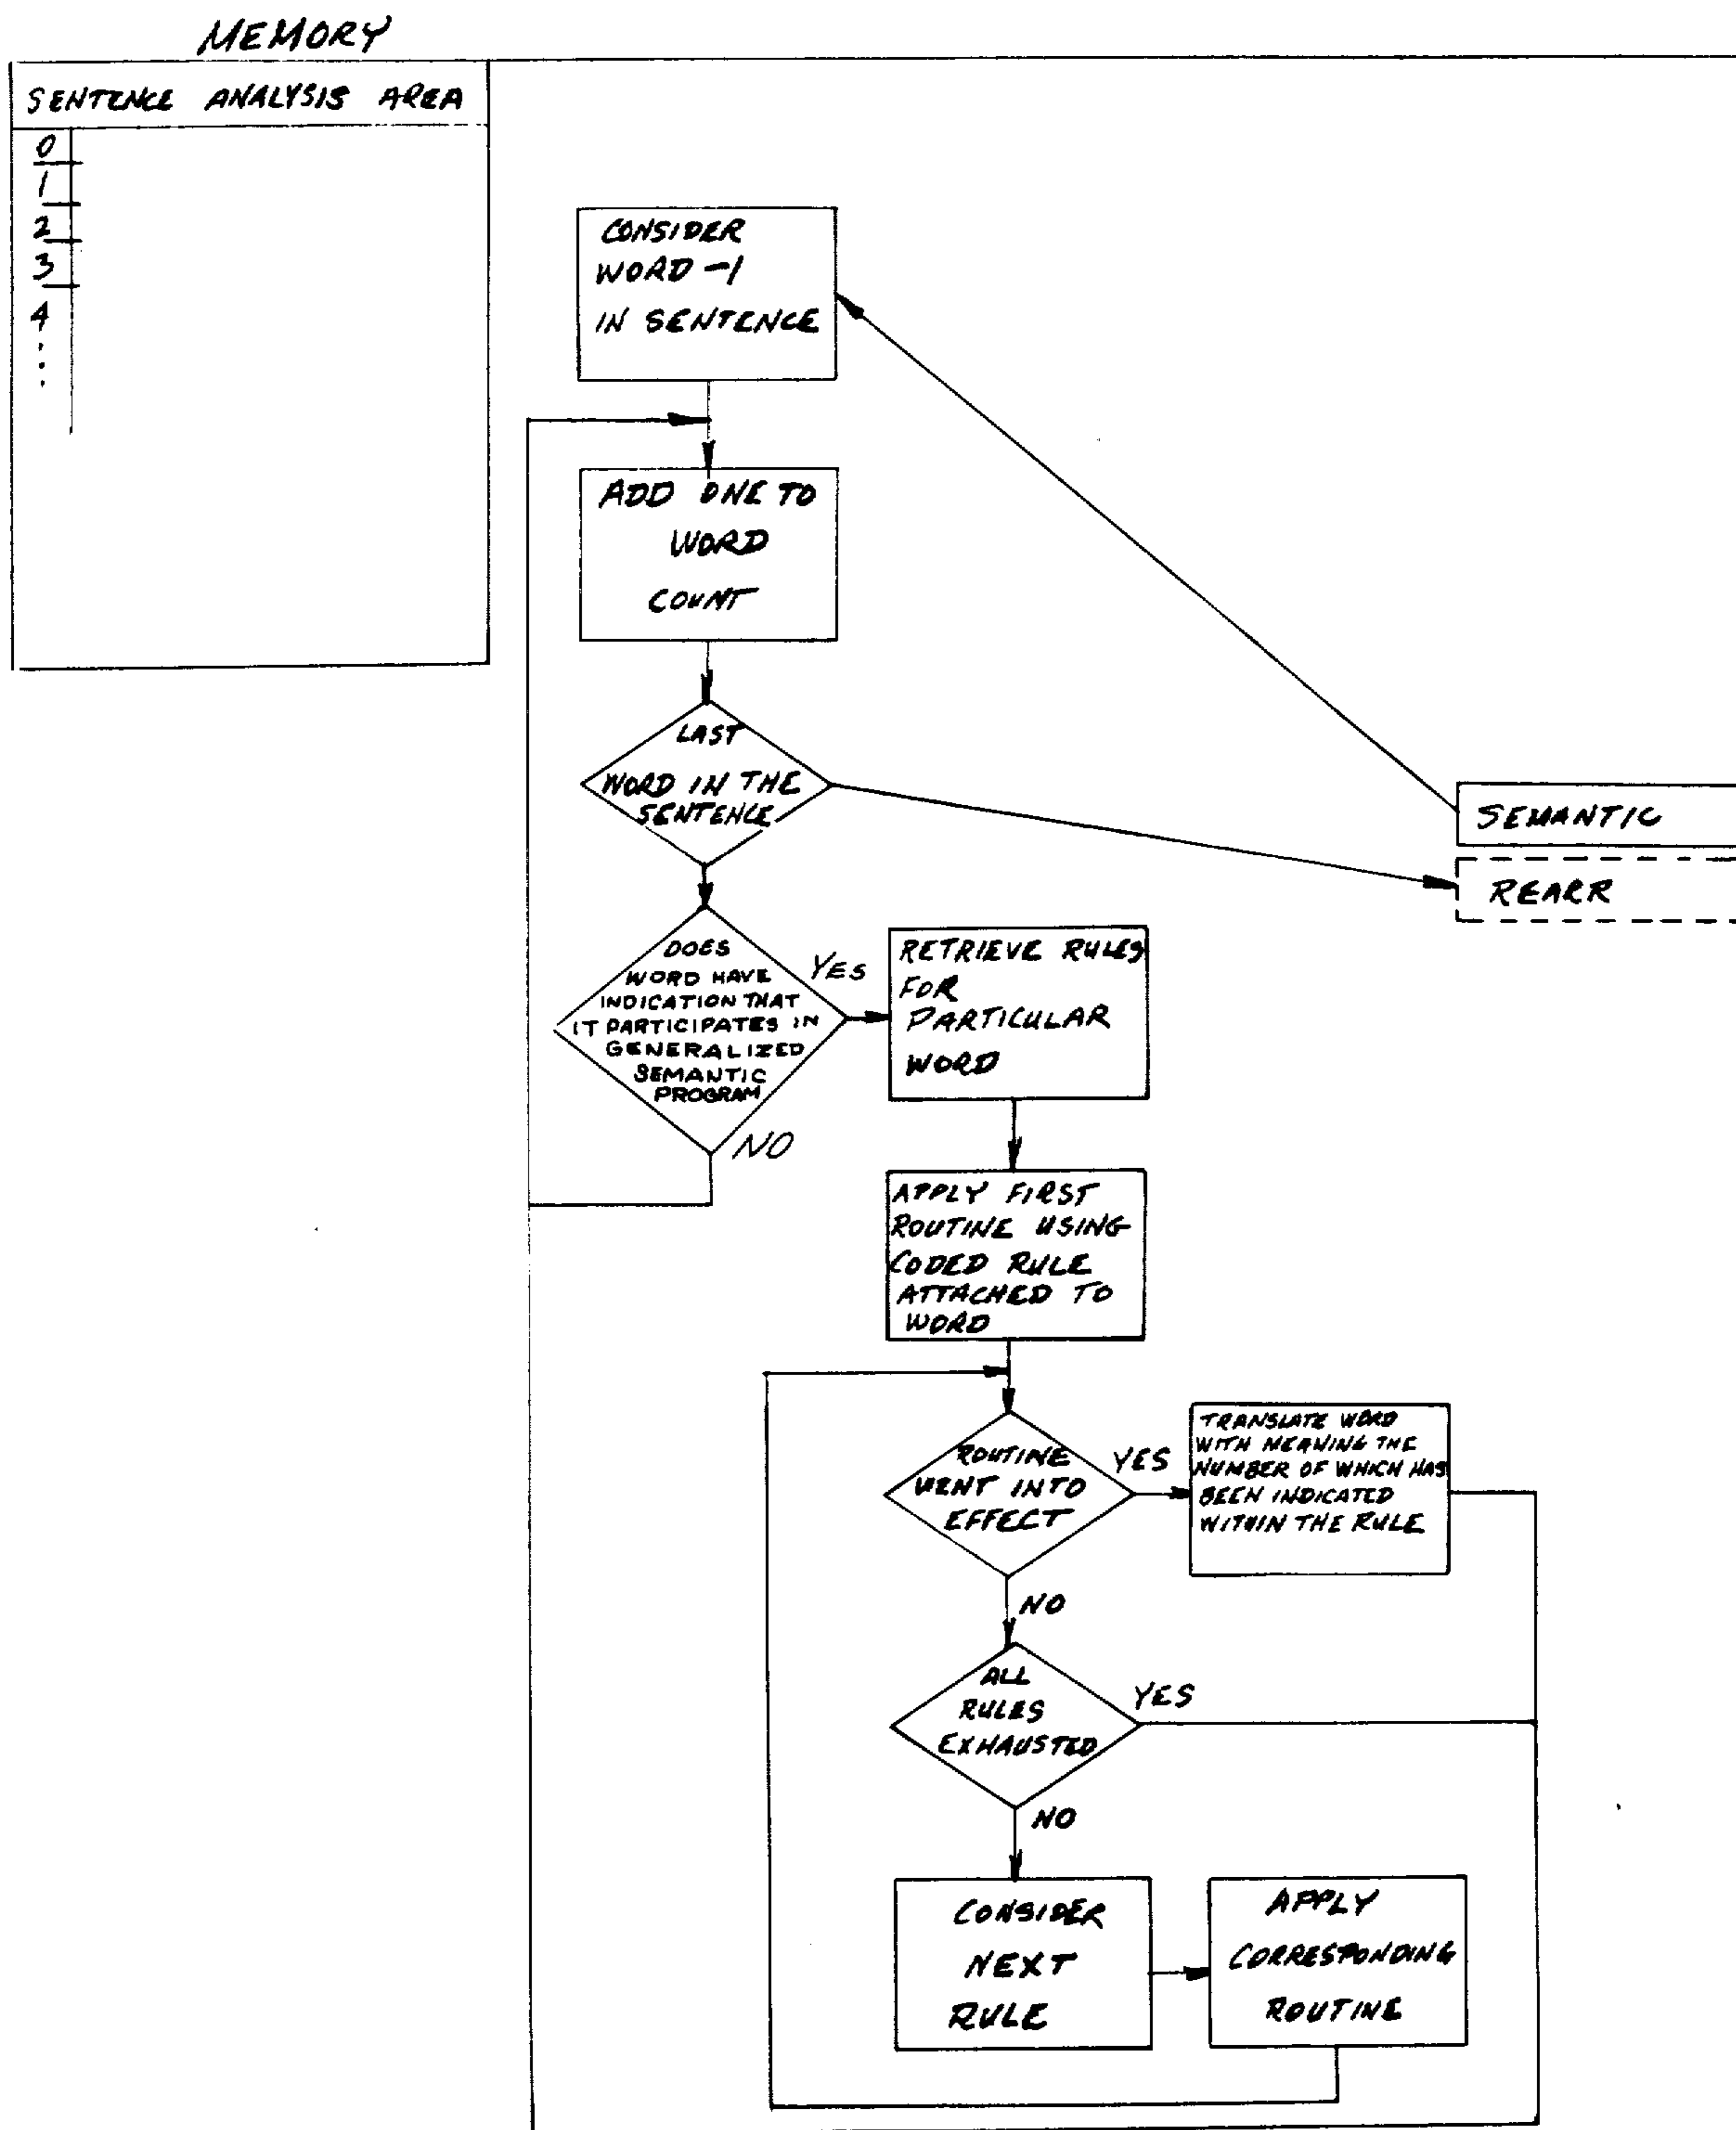 MEMORY
SENTENCE ANALYSIS AREA
0
1
2
3
4
CONSIDER
WORD -1
IN SENTENCE
ADD ONE TO
WORD
COUNT
LAST
WORD IN THE
SENTENCE
SEMANTIC
REARR
DOES
WORD HAVE
INDICATION THAT
IT PARTICIPATES IN
GENERALIZED
SEMANTIC
PROGRAM
YES
NO
RETRIEVE RULES
FOR
PARTICULAR
WORD
APPLY FIRST
ROUTINE USING
CODED RULE
ATTACHED TO
WORD
ROUTINE
WENT INTO
EFFECT
YES
TRANSLATE WORD
WITH MEANING THE
NUMBER OF WHICH HAS
BEEN INDICATED
WITHIN THE RULE
NO
ALL
RULES
EXHAUSTED
YES
NO
CONSIDER
NEXT
RULE
APPLY
CORRESPONDING
ROUTINE